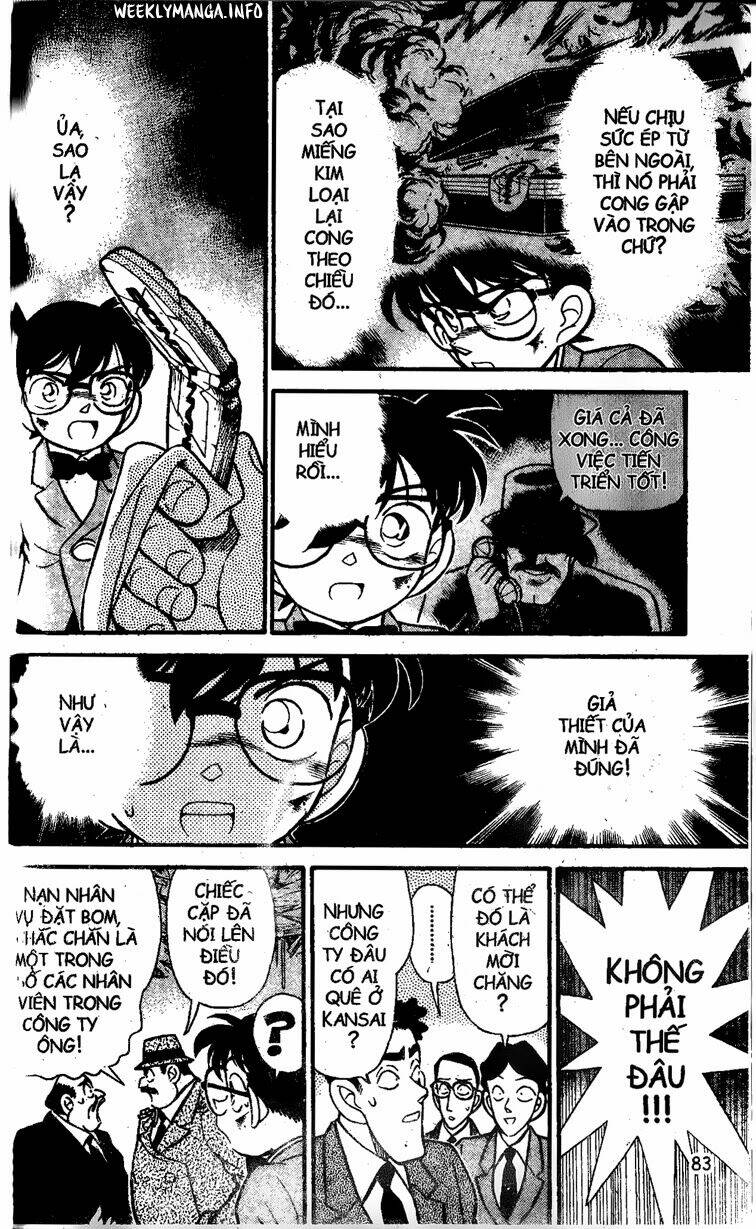 WEEKLYMANGA.INFO
ỦA,
SAO
LẠ
VẬY
?
TẠI
SAO
MIẾNG
KIM
LOẠI
LẠI
CONG
THEO
CHIỀU
ĐÓ...
NẾU CHỊU
SỨC ÉP TỪ
BÊN NGOÀI,
THÌ NÓ PHẢI
CONG GẬP
VÀO TRONG
CHỨ?
MÌNH
HIỂU
RỒI...
GIÁ CẢ ĐÃ
XONG... CÔNG
VIỆC TIẾN
TRIỂN TỐT!
NHƯ
VẬY
LÀ...
GIẢ
THIẾT CỦA
MÌNH ĐÃ
ĐÚNG!
NẠN NHÂN
VỤ ĐẶT BOM,
HẮC CHẮN LÀ
MỘT TRONG
Ố CÁC NHÂN
VIÊN TRONG
CÔNG TY
ÔNG!
CHIẾC
CẶP ĐÃ
NÓI LÊN
ĐIỀU
ĐÓ!
?
NHƯNG
CÔNG
TY ĐÂU
CÓ AI
QUÊ Ở
KANSAI
?
..........
CÓ THỂ
ĐÓ LÀ
KHÁCH
MỜI
CHĂNG
?
KHÔNG
PHẢI
THẾ
ĐÂU
!!!
83